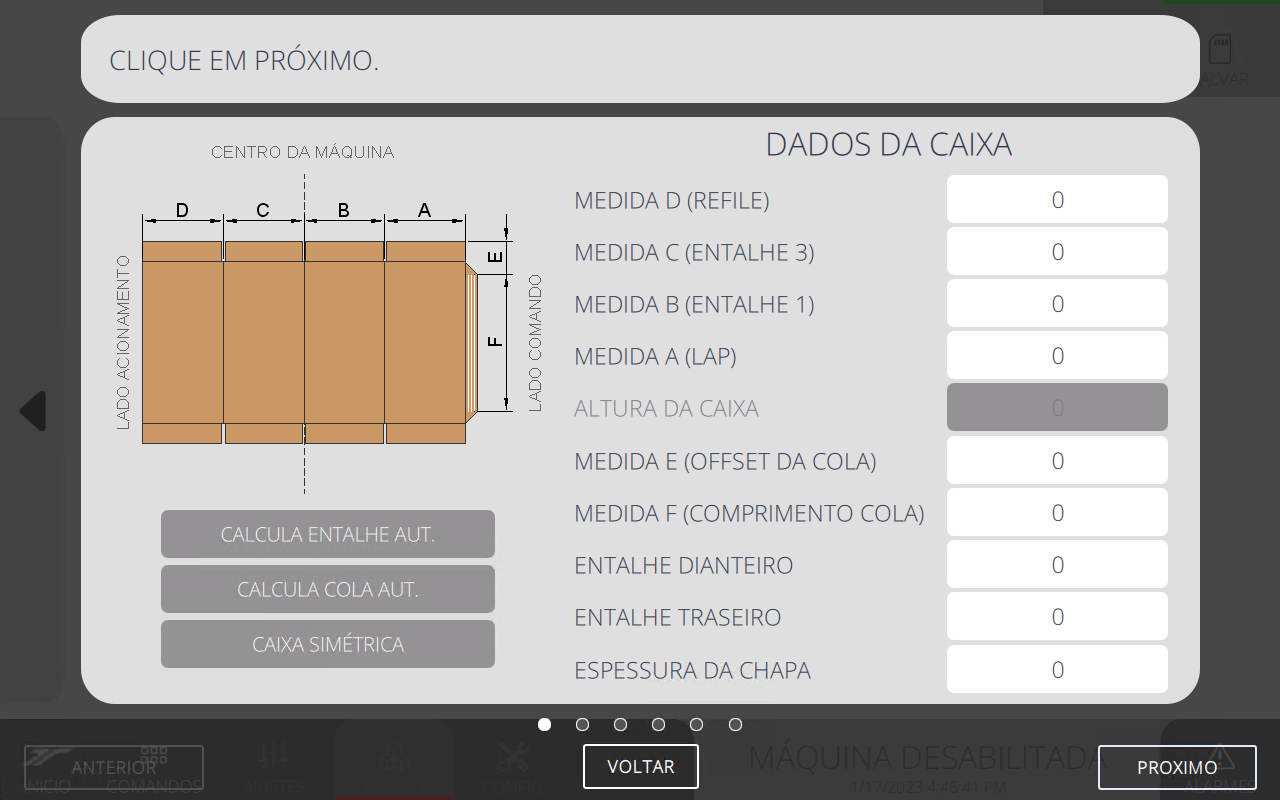 CLIQUE EM PRÓXIMO.
ALVAR
CENTRO DA MÁQUINA
D
C
B
A
E
F
LADO ACIONAMENTO
LADO COMANDO
CALCULA ENTALHE AUT.
CALCULA COLA AUT.
CAIXA SIMÉTRICA
DADOS DA CAIXA
MEDIDA D (REFILE) 0
MEDIDA C (ENTALHE 3) 0
MEDIDA B (ENTALHE 1) 0
MEDIDA A (LAP) 0
ALTURA DA CAIXA 0
MEDIDA E (OFFSET DA COLA) 0
MEDIDA F (COMPRIMENTO COLA) 0
ENTALHE DIANTEIRO 0
ENTALHE TRASEIRO 0
ESPESSURA DA CHAPA 0
ANTERIOR
VOLTAR
PROXIMO
MÁQUINA DESABILITADA
1/17/2023 4:46:41 PM
INICIO
COMANDOS
AJUSTES
CONFIG
ALARMES